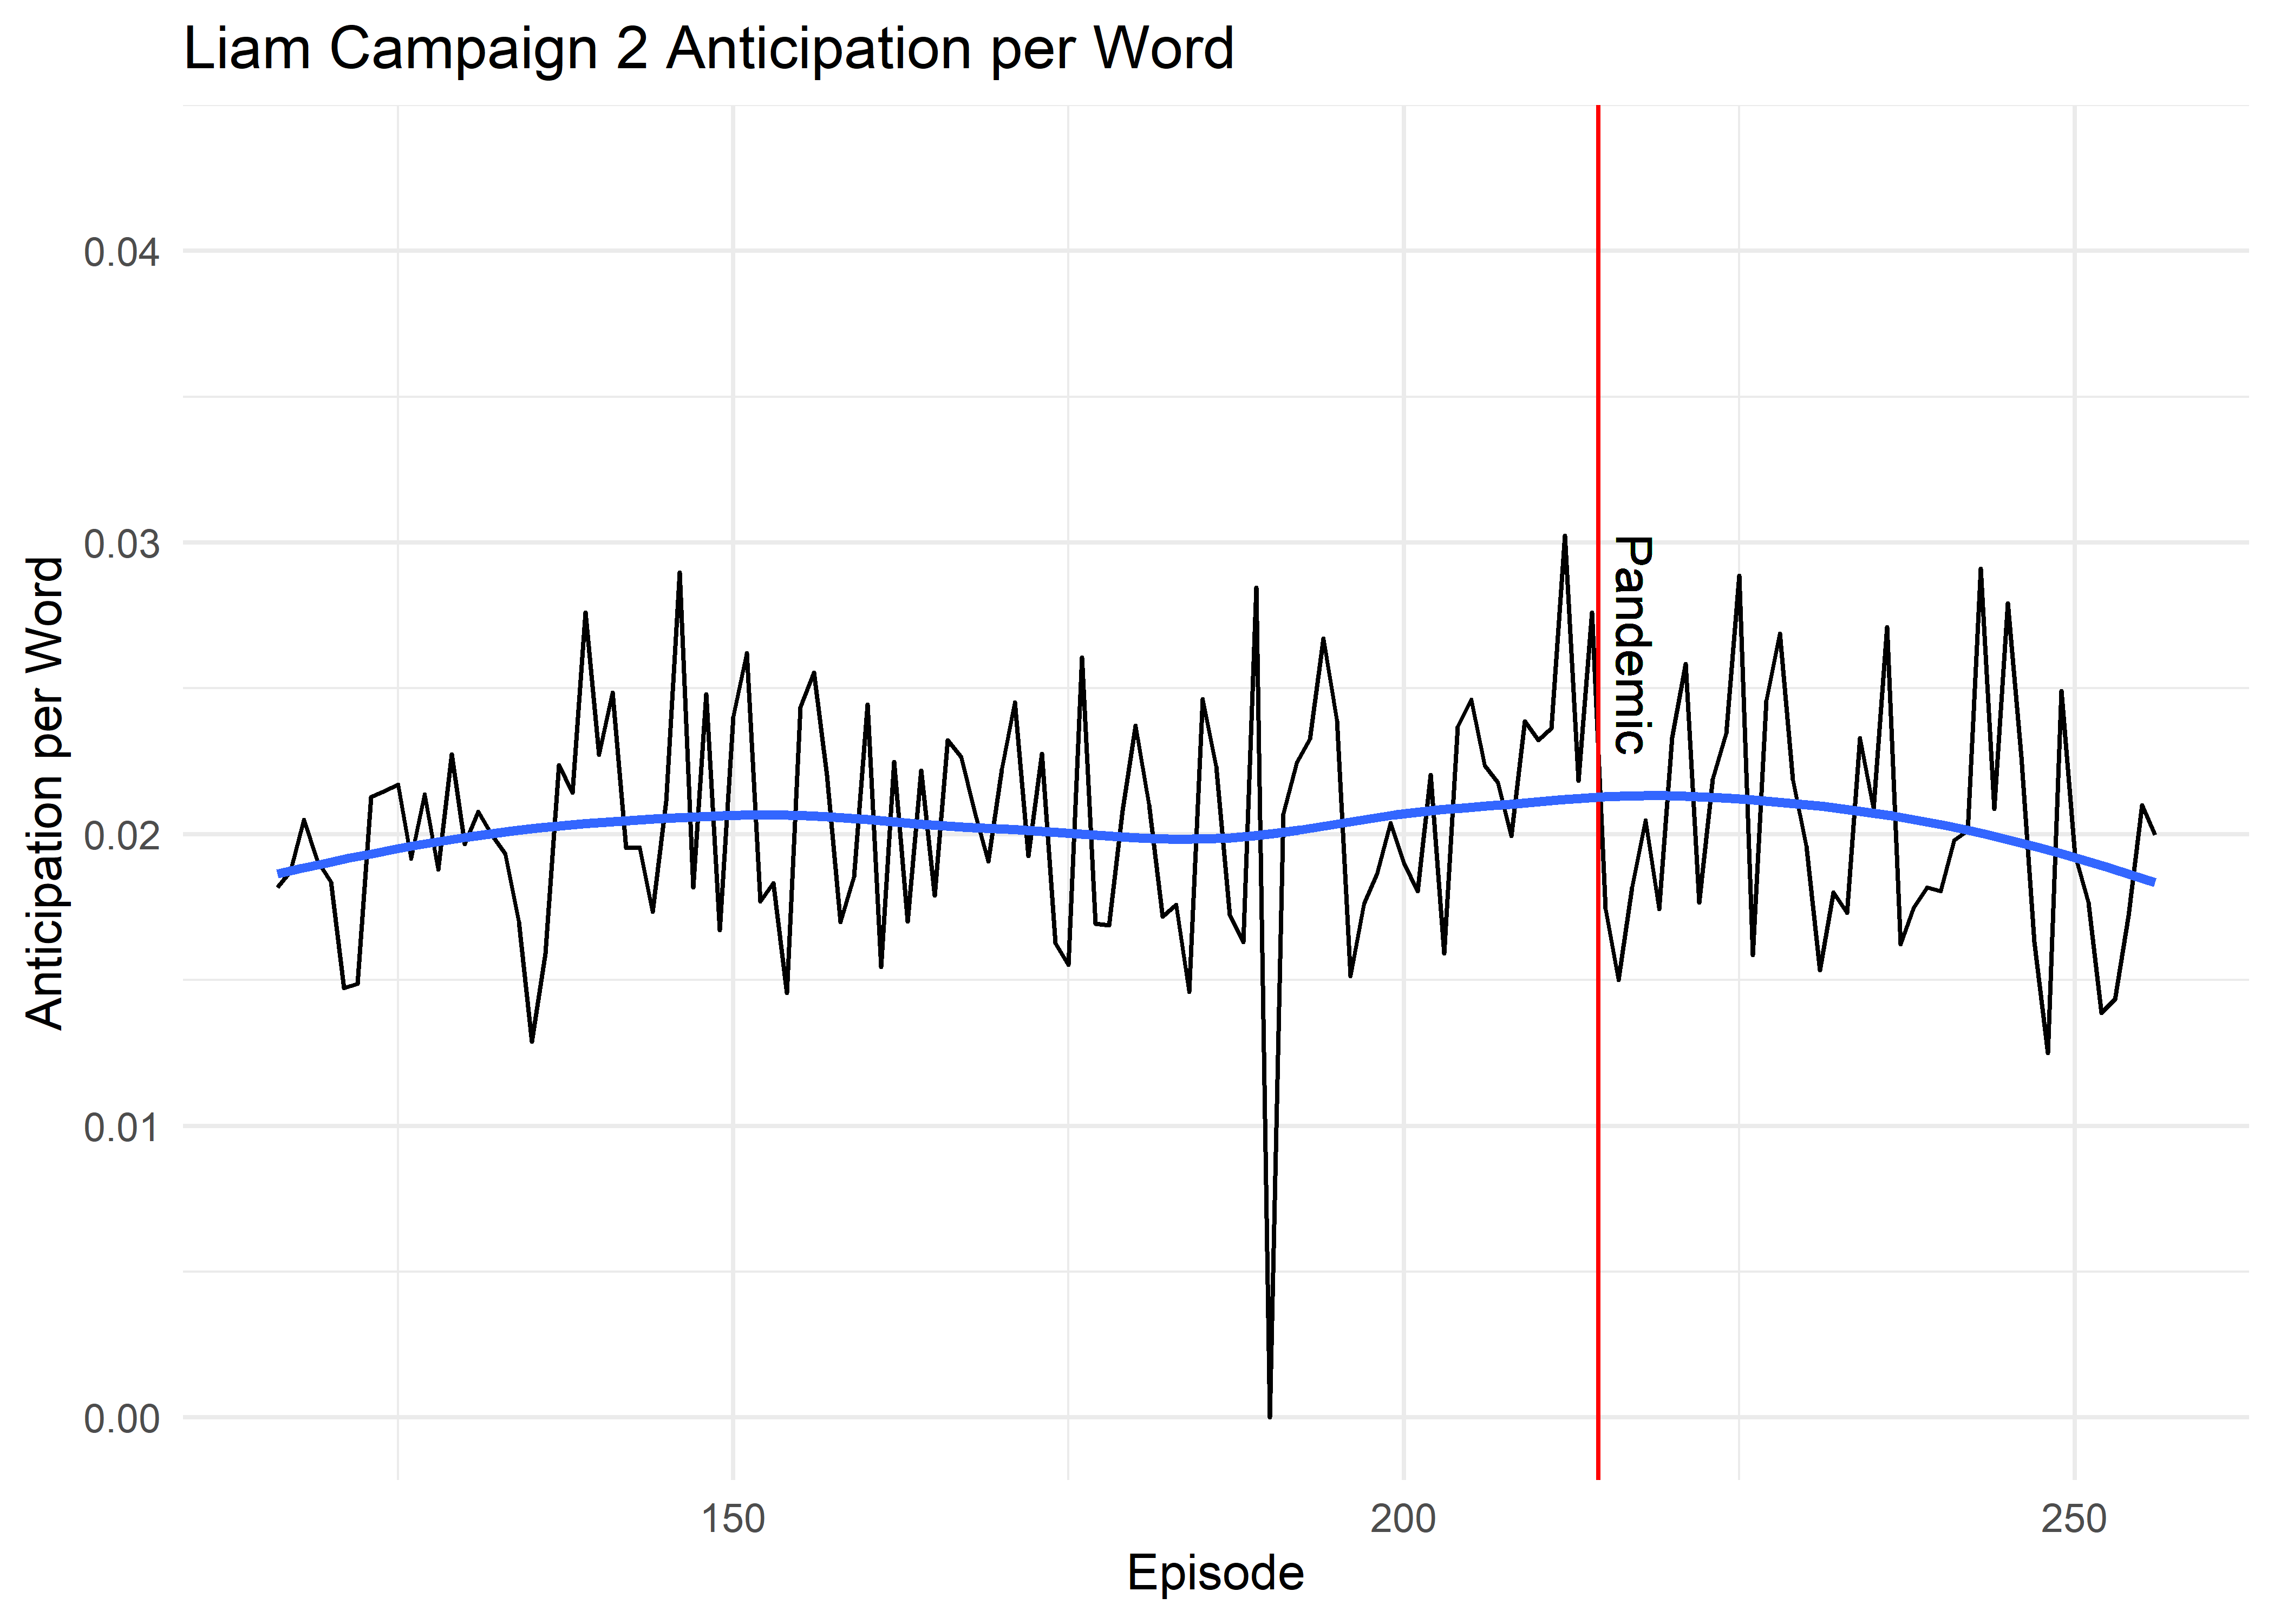 Liam Campaign 2 Anticipation per Word
Anticipation per Word
0.04
0.03
0.02
0.01
0.00
Pandemic
150
200
250
Episode